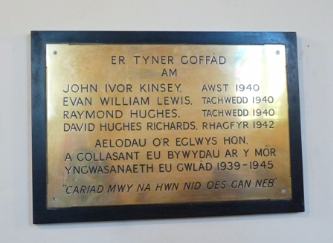 ER TYNER GOFFÂD
AM
JOHN IVOR KINSEY, AWST 1940
EVAN WILLIAM LEWIS, TACHWEDD 1940
RAYMOND HUGHES, TACHWEDD 1940
DAVID HUGHES RICHARDS, RHAGFYR 1942
AELODAU O'R EGLWYS HON,
A GOLLASANT EU BYWYDAU AR Y MÔR
YNGWASANAETH EU GWLAD 1939-1945
"CARIAD MWY NA HWN NID OES GAN NEB"